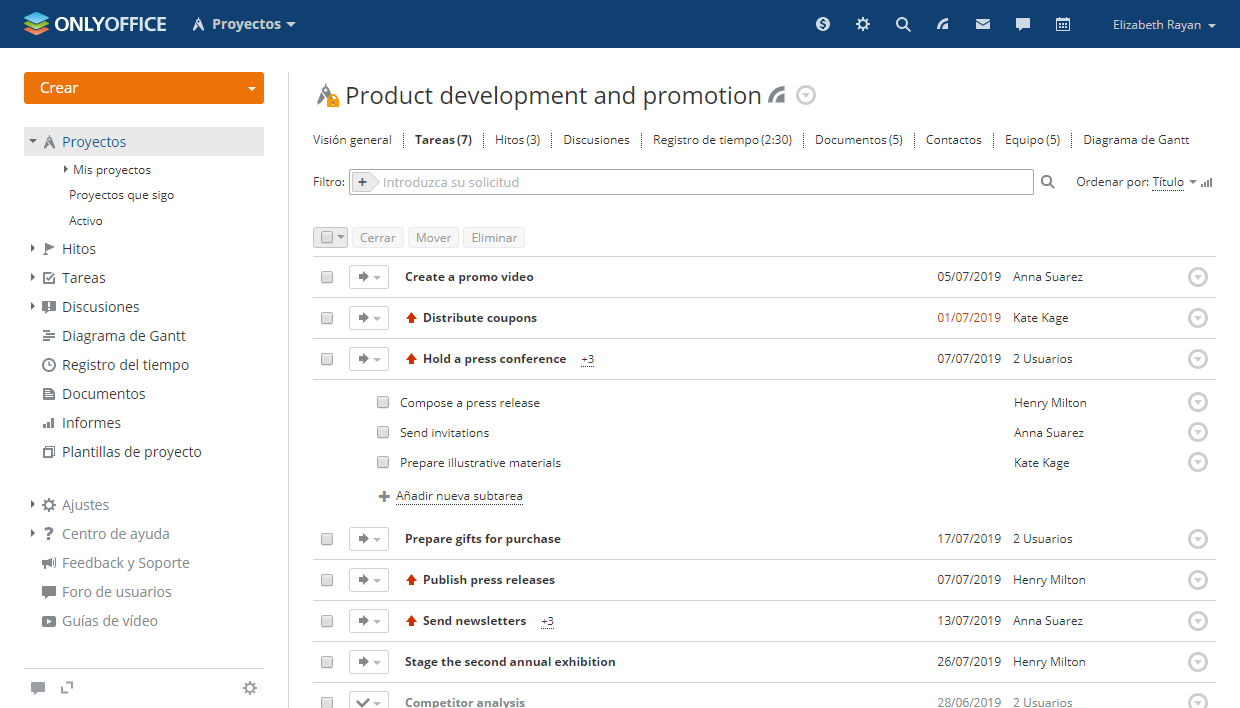 ONLYOFFICE Proyectos Elizabeth Rayan
Crear
Proyectos
Mis proyectos
Proyectos que sigo
Activo
Hitos
Tareas
Discusiones
Diagrama de Gantt
Registro del tiempo
Documentos
Informes
Plantillas de proyecto
Ajustes
Centro de ayuda
Feedback y Soporte
Foro de usuarios
Guías de vídeo
Product development and promotion
Visión general Tareas (7) Hitos (3) Discusiones Registro de tiempo (2:30) Documentos (5) Contactos Equipo (5) Diagrama de Gantt
Filtro: + Introduzca su solicitud Ordenar por: Título
Cerrar Mover Eliminar
Create a promo video 05/07/2019 Anna Suarez
Distribute coupons 01/07/2019 Kate Kage
Hold a press conference +3 07/07/2019 2 Usuarios
Compose a press release Henry Milton
Send invitations Anna Suarez
Prepare illustrative materials Kate Kage
Añadir nueva subtarea
Prepare gifts for purchase 17/07/2019 2 Usuarios
Publish press releases 07/07/2019 Henry Milton
Send newsletters +3 13/07/2019 Anna Suarez
Stage the second annual exhibition 26/07/2019 Henry Milton
Competitor analysis 28/06/2019 2 Usuarios